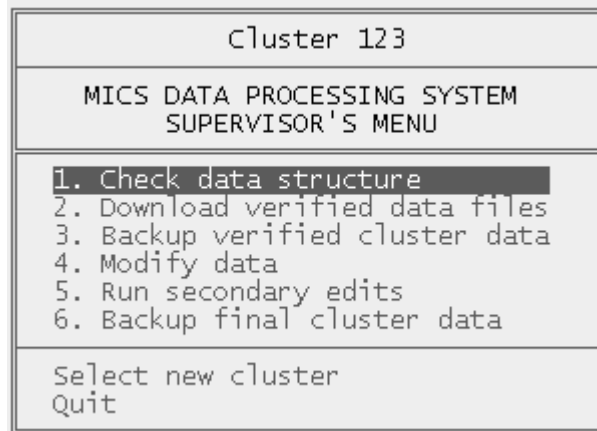 Cluster 123
MICS DATA PROCESSING SYSTEM
SUPERVISOR'S MENU
1. Check data structure
2. Download verified data files
3. Backup verified cluster data
4. Modify data
5. Run secondary edits
6. Backup final cluster data
Select new cluster
Quit